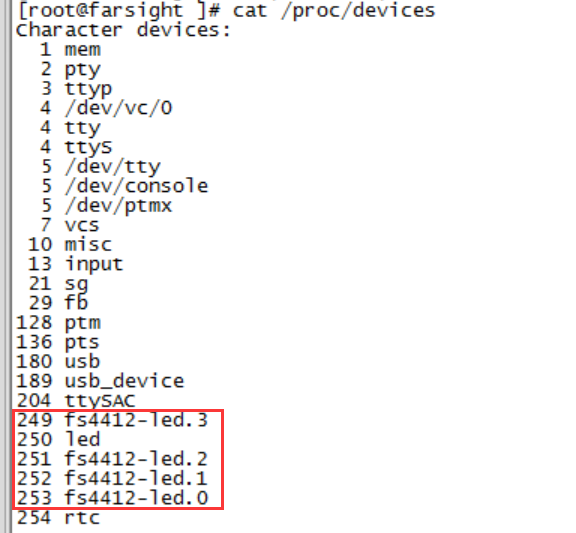 [root@farsight ]# cat /proc/devices
Character devices:
1 mem
2 pty
3 ttyp
4 /dev/vc/0
4 tty
4 ttyS
5 /dev/tty
5 /dev/console
5 /dev/ptmx
7 vcs
10 misc
13 input
21 sg
29 fb
128 ptm
136 pts
180 usb
189 usb_device
204 ttySAC
249 fs4412-led.3
250 led
251 fs4412-led.2
252 fs4412-led.1
253 fs4412-led.0
254 rtc